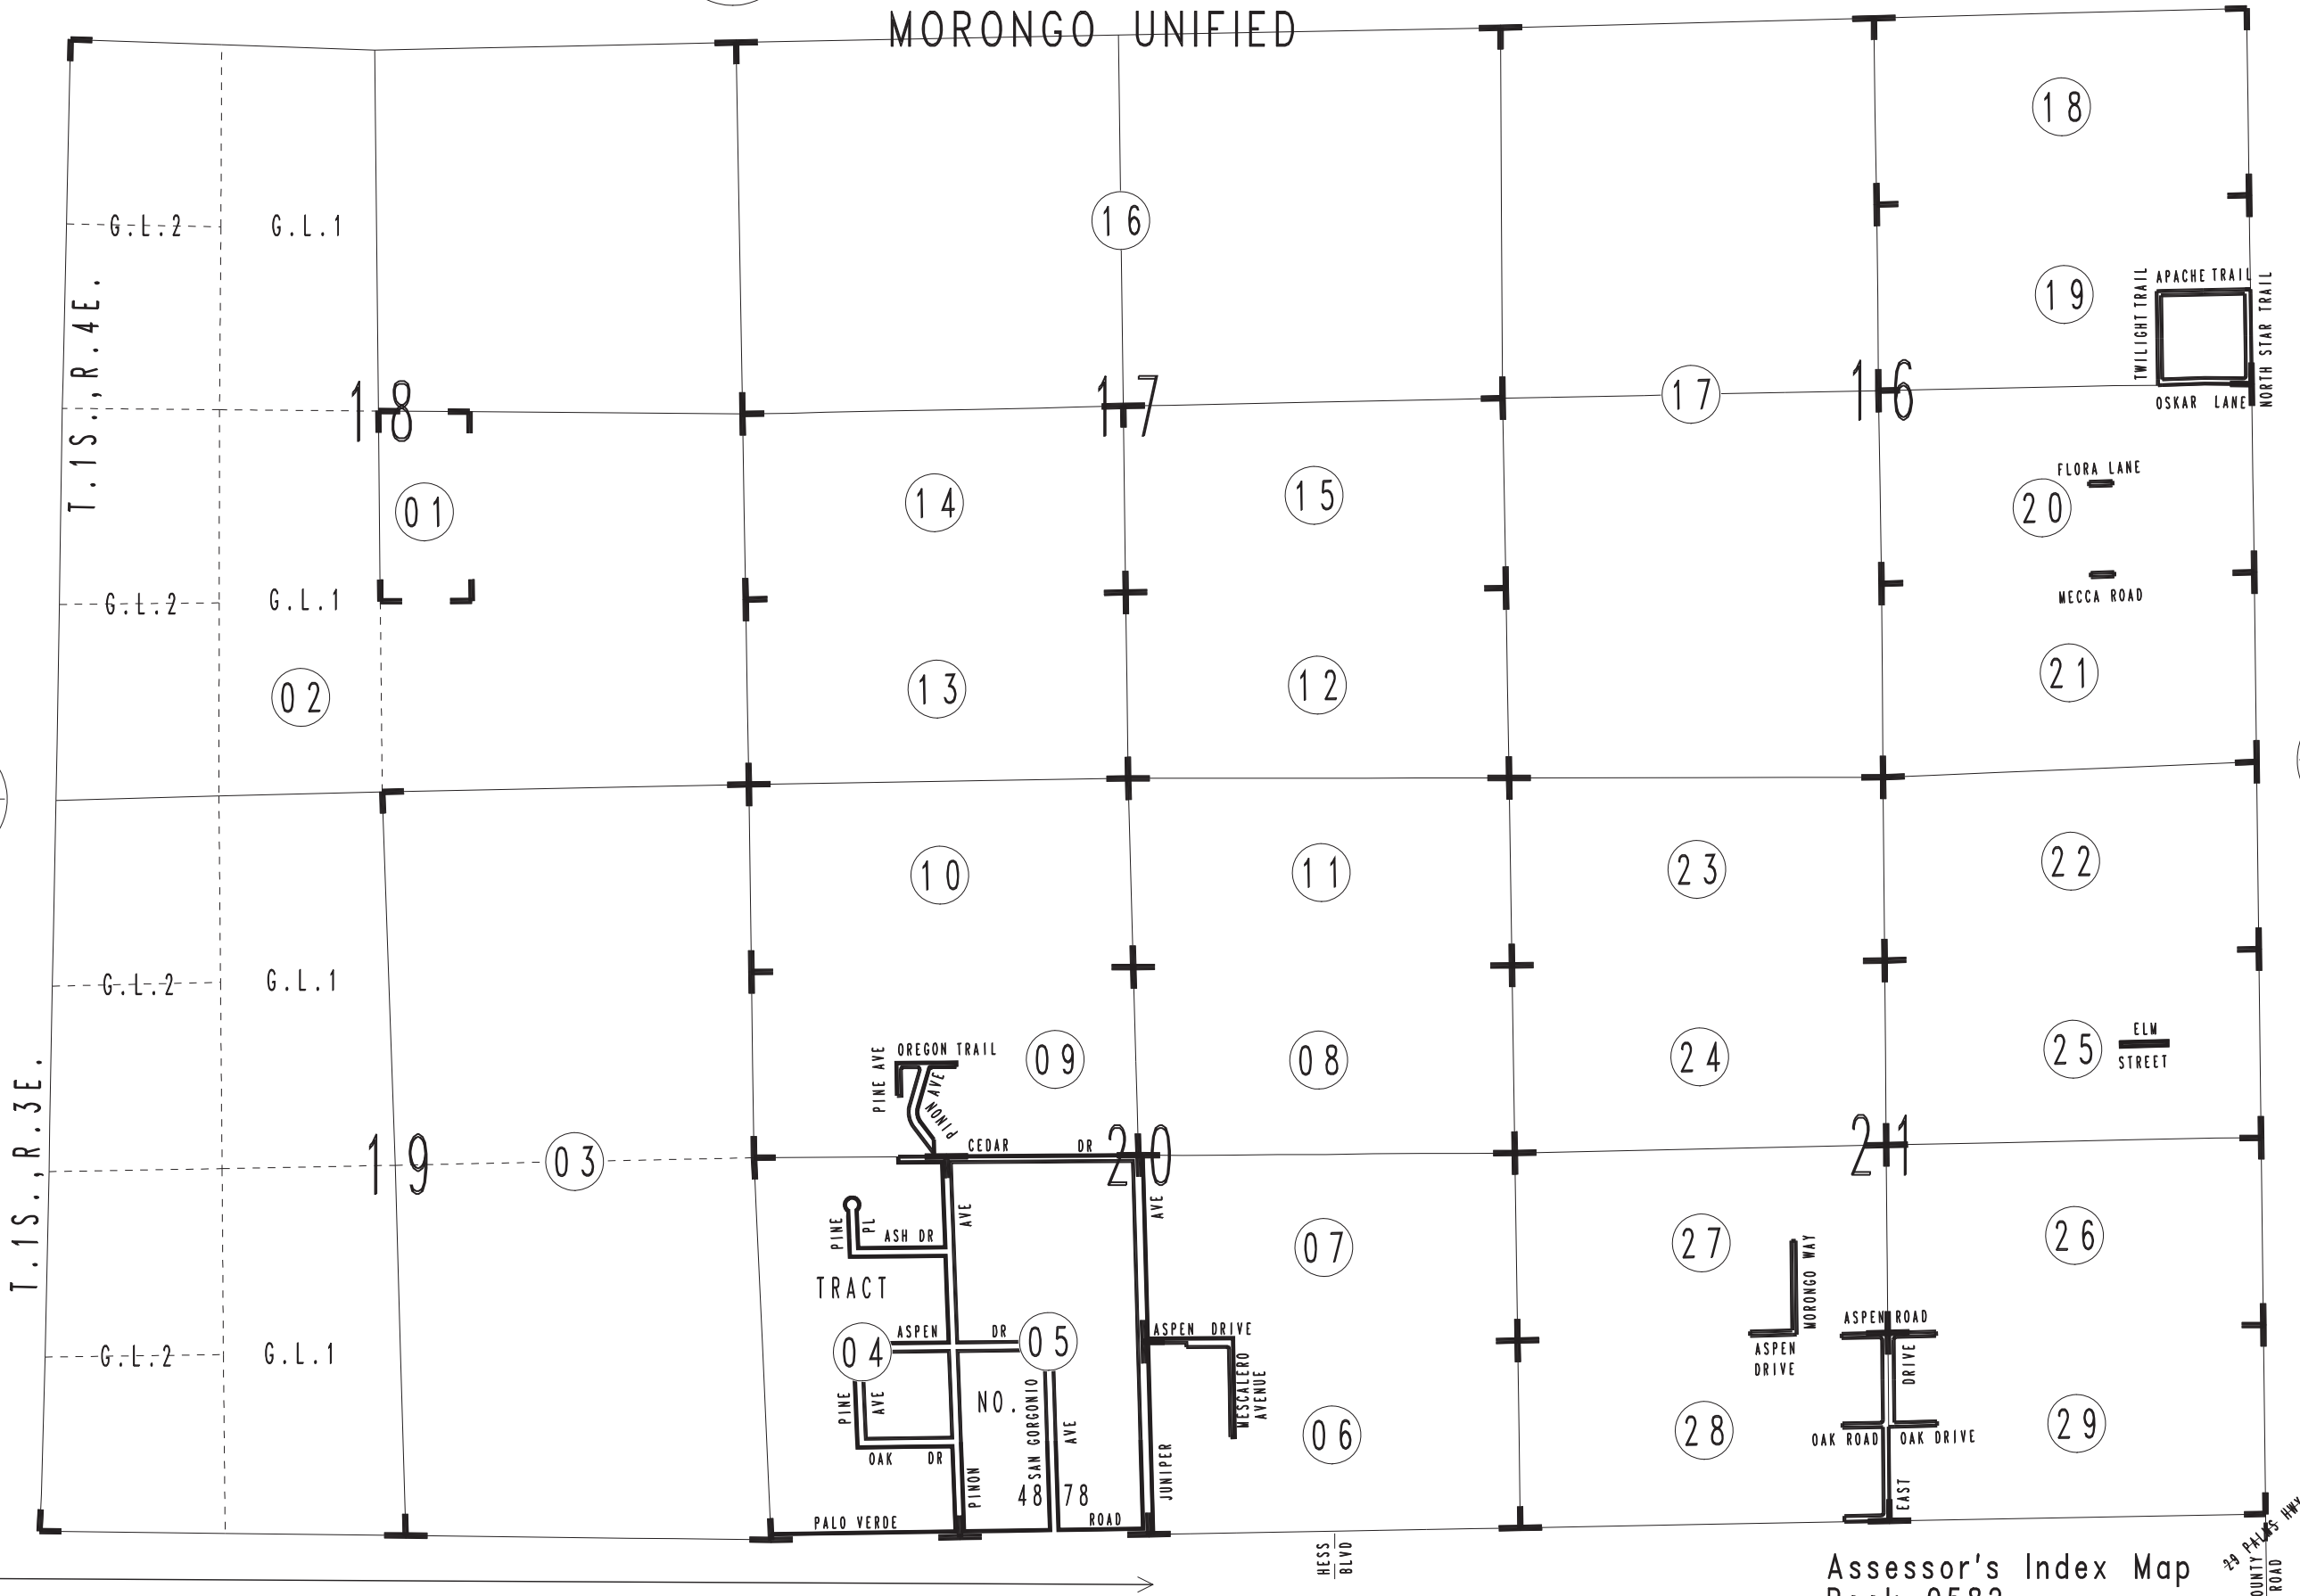 MORONGO UNIFIED
18
G.L.2
G.L.1
16
T.1S.,R.4E.
19
APACHE TRAIL
TWILIGHT TRAIL
NORTH STAR TRAIL
OSKAR LANE
18
17
17
16
01
14
15
FLORA LANE
20
MECCA ROAD
G.L.2
G.L.1
02
13
12
21
10
11
23
22
G.L.2
G.L.1
T.1S.,R.3E.
PINE AVE
OREGON TRAIL
PINON AVE
09
08
24
25
ELM
STREET
19
03
CEDAR DR
20
21
PINE PL
ASH DR
AVE
AVE
07
27
26
TRACT
MORONGO WAY
04
ASPEN DR
05
ASPEN DRIVE
ASPEN ROAD
G.L.2
G.L.1
ASPEN
DRIVE
DRIVE
PINE AVE
NO.
SAN GORGONIO AVE
MESCALERO
AVENUE
06
28
29
OAK DR
OAK ROAD
OAK DRIVE
PINON
48 78
JUNIPER
EAST
PALO VERDE ROAD
HESS
BLVD
29 PALMS HWY
Assessor's Index Map
ROAD